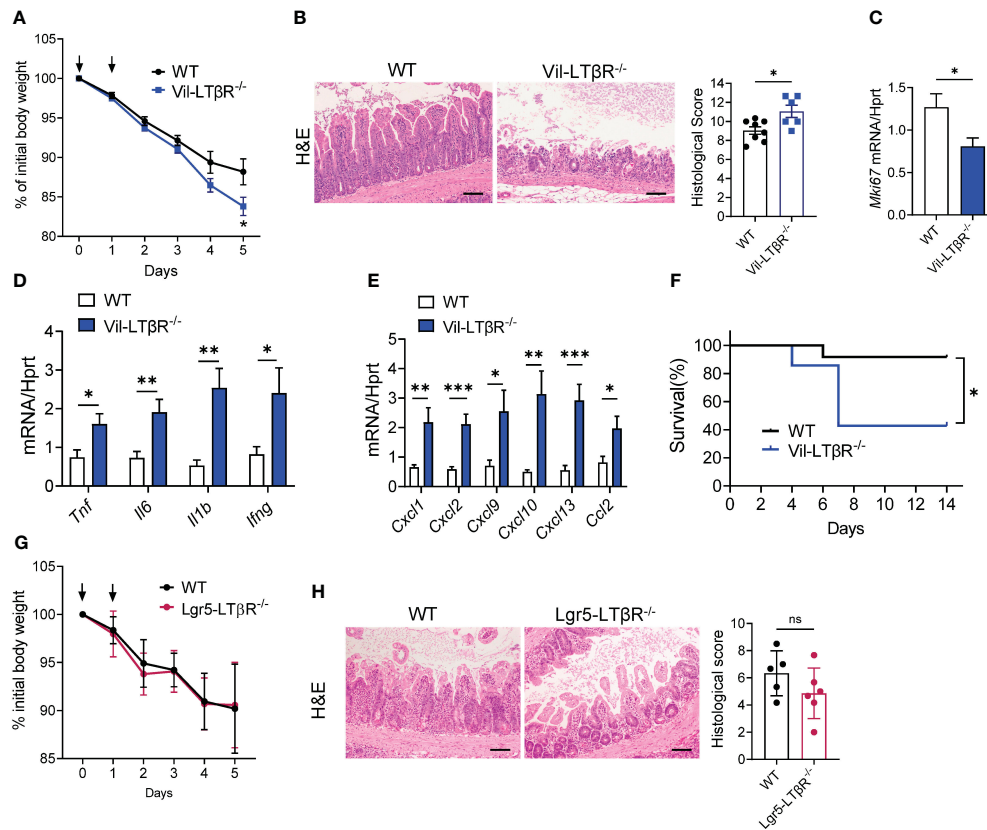 A
105
100
95
90
85
80
% of initial body weight
WT
Vil-LTβR-/-
*
0 1 2 3 4 5
Days
B
WT
Vil-LTβR-/-
H&E
*
14
12
10
8
6
4
2
0
Histological Score
WT
Vil-LTβR-/-
C
*
1.5
1.0
0.5
0.0
Mki67 mRNA/Hprt
WT
Vil-LTβR-/-
D
WT
Vil-LTβR-/-
4
3
2
1
0
mRNA/Hprt
* ** ** *
Tnf Il6 Il1b Ifng
E
WT
Vil-LTβR-/-
5
4
3
2
1
0
mRNA/Hprt
** *** * ** *** *
Cxcl1 Cxcl2 Cxcl9 Cxcl10 Cxcl13 Ccl2
F
100
80
60
40
20
0
Survival(%)
WT
Vil-LTβR-/-
*
0 2 4 6 8 10 12 14
Days
G
105
100
95
90
85
% initial body weight
WT
Lgr5-LTβR-/-
0 1 2 3 4 5
Days
H
WT
Lgr5-LTβR-/-
H&E
ns
10
8
6
4
2
0
Histological score
WT
Lgr5-LTβR-/-